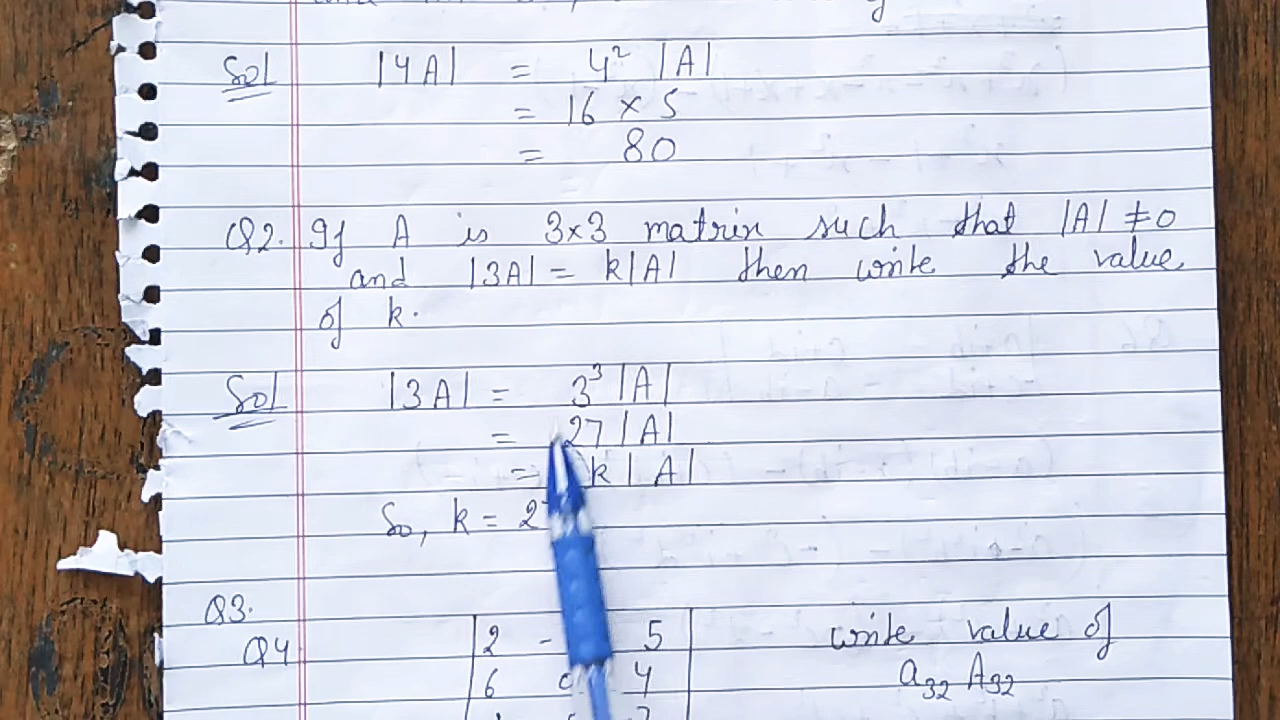 Sol |4A| = 4² |A|
= 16 × 5
= 80
Q2. If A is 3×3 matrix such that |A| ≠ 0
and |3A| = k|A| then write the value
of k.
Sol |3A| = 3³ |A|
= 27 |A|
= k |A|
So, k = 2
Q3.
Q4 |2 - 5| write value of
6 4 a₃₂ A₃₂